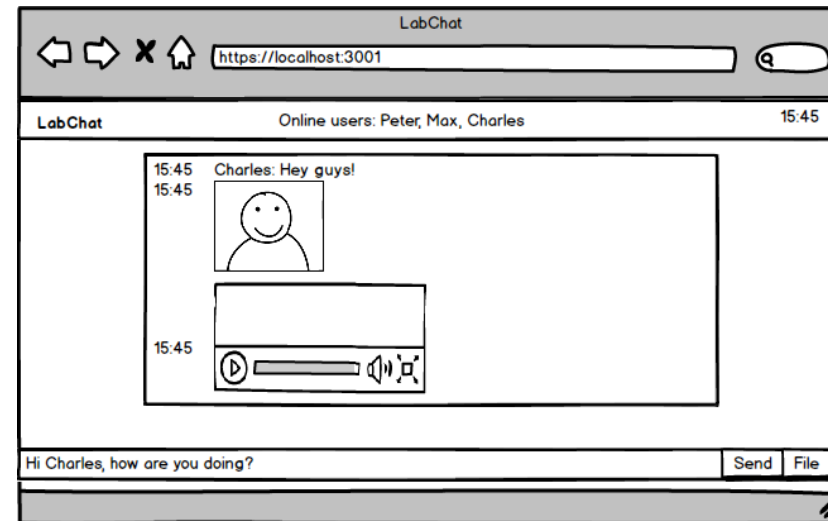 LabChat
https://localhost:3001
LabChat Online users: Peter, Max, Charles 15:45
15:45 Charles: Hey guys!
15:45
15:45
Hi Charles, how are you doing? Send File